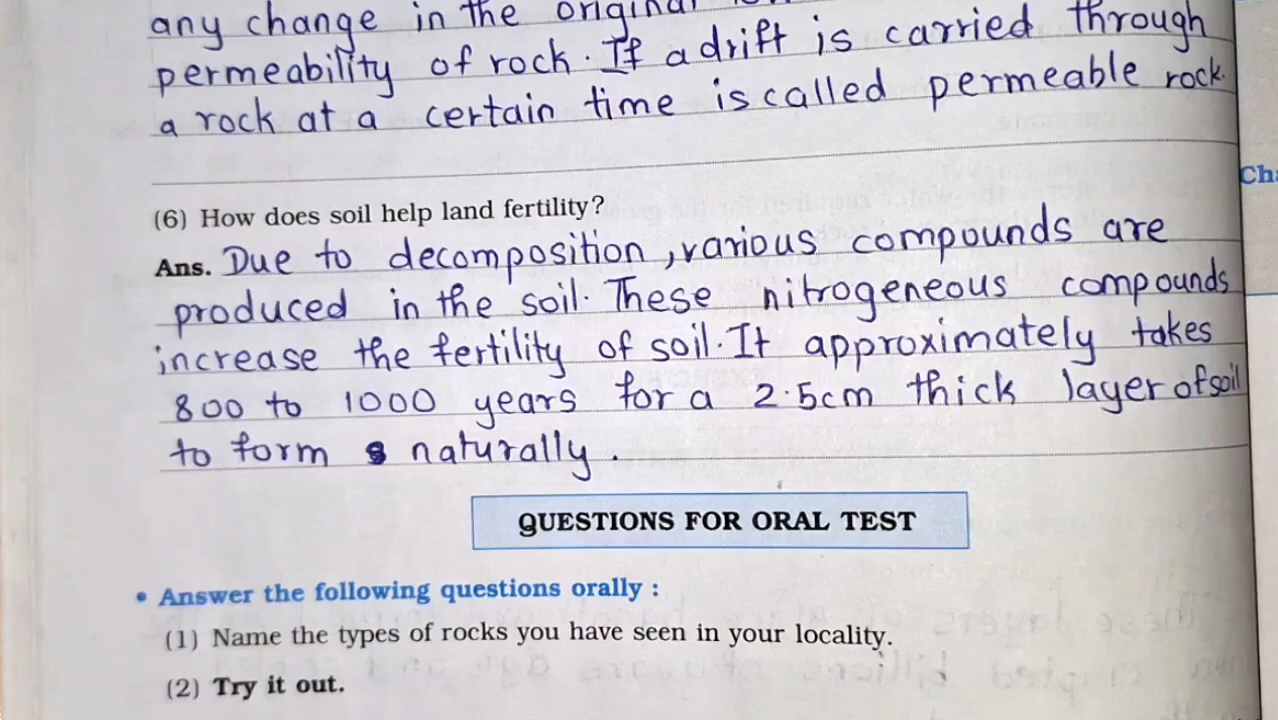 any change in the original
permeability of rock. If a drift is carried through
a rock at a certain time is called permeable rock.
(6) How does soil help land fertility?
Ans. Due to decomposition, various compounds are
produced in the soil. These nitrogeneous compounds
increase the fertility of soil. It approximately takes
800 to 1000 years for a 2.5cm thick layer of soil
to form naturally.
QUESTIONS FOR ORAL TEST
• Answer the following questions orally :
(1) Name the types of rocks you have seen in your locality.
(2) Try it out.